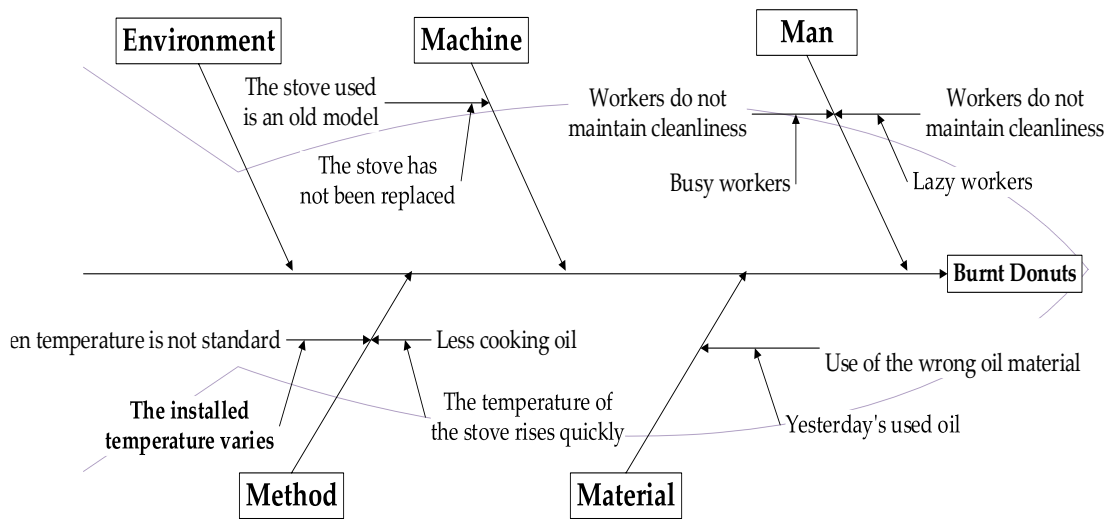 Environment
Machine
Man
The stove used
is an old model
Workers do not
maintain cleanliness
Workers do not
maintain cleanliness
The stove has
not been replaced
Busy workers
Lazy workers
Burnt Donuts
en temperature is not standard
Less cooking oil
Use of the wrong oil material
The installed
temperature varies
The temperature of
the stove rises quickly
Yesterday's used oil
Method
Material